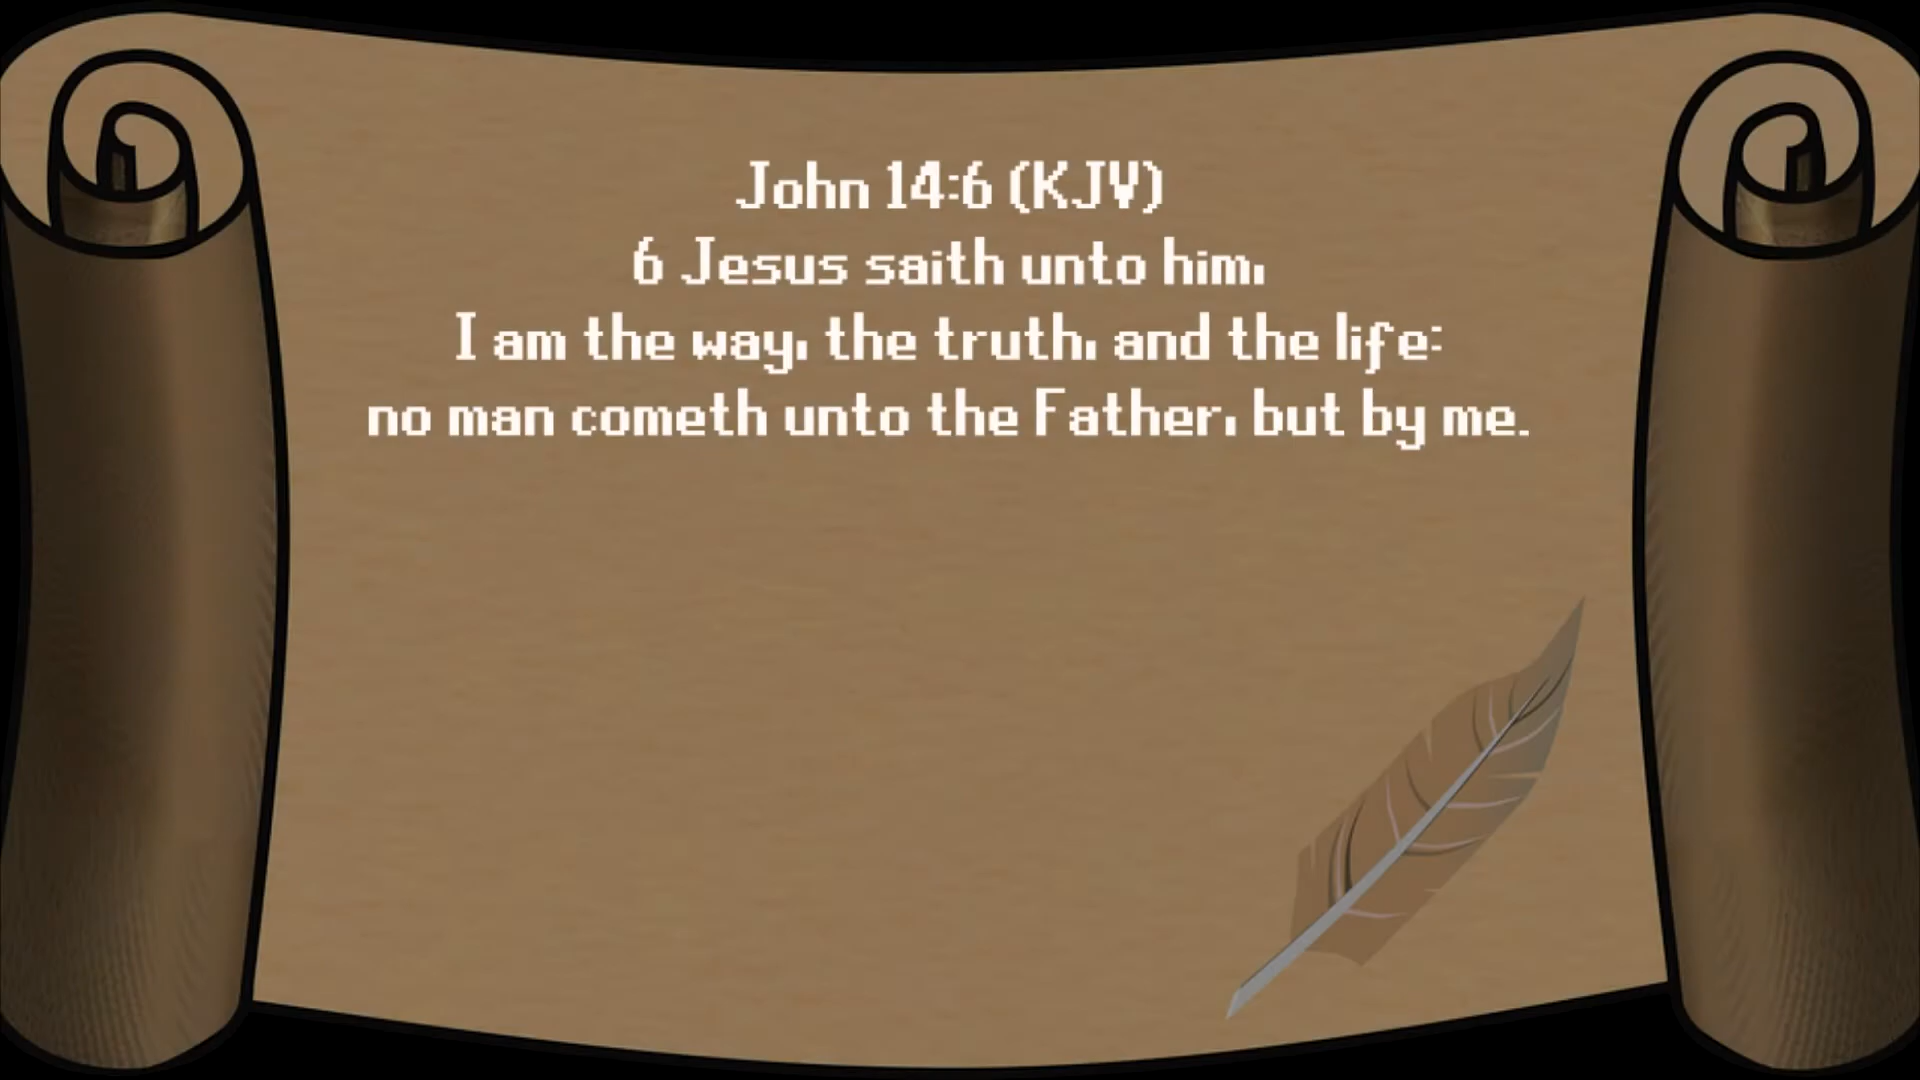 John 14:6 (KJV)
6 Jesus saith unto him,
I am the way, the truth, and the life:
no man cometh unto the Father, but by me.